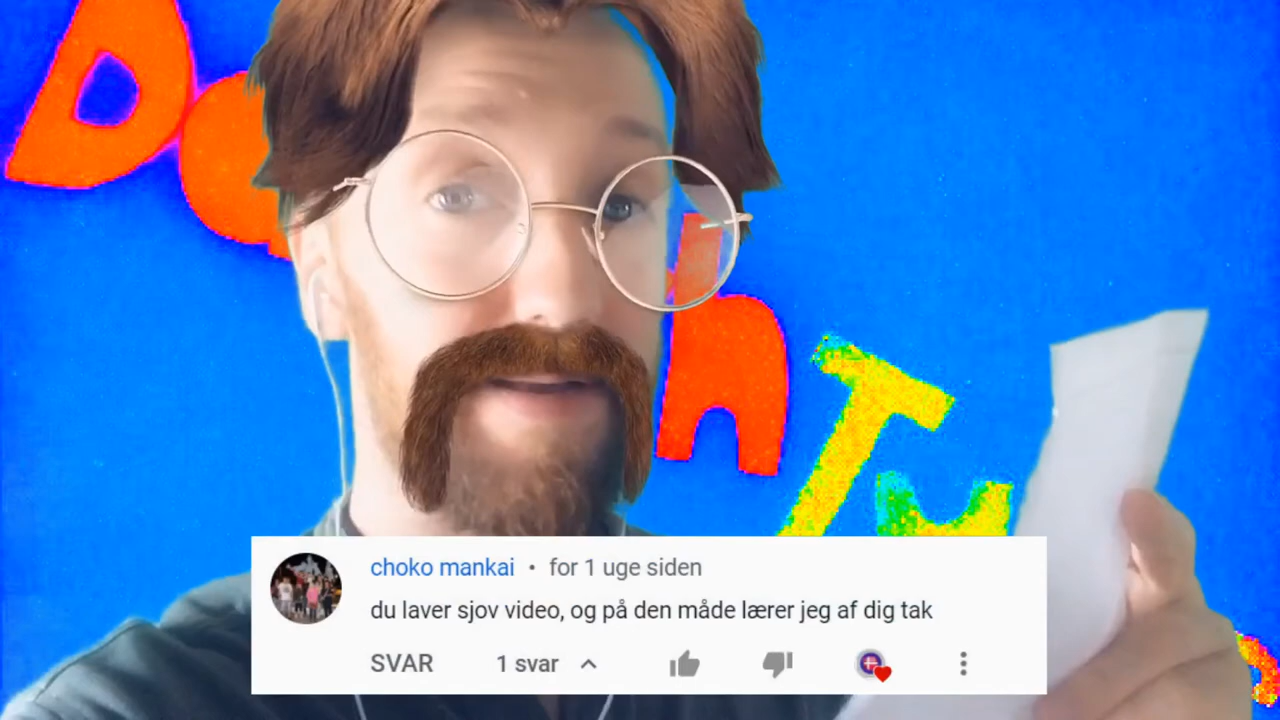 choko mankai • for 1 uge siden
du laver sjov video, og på den måde lærer jeg af dig tak
SVAR 1 svar